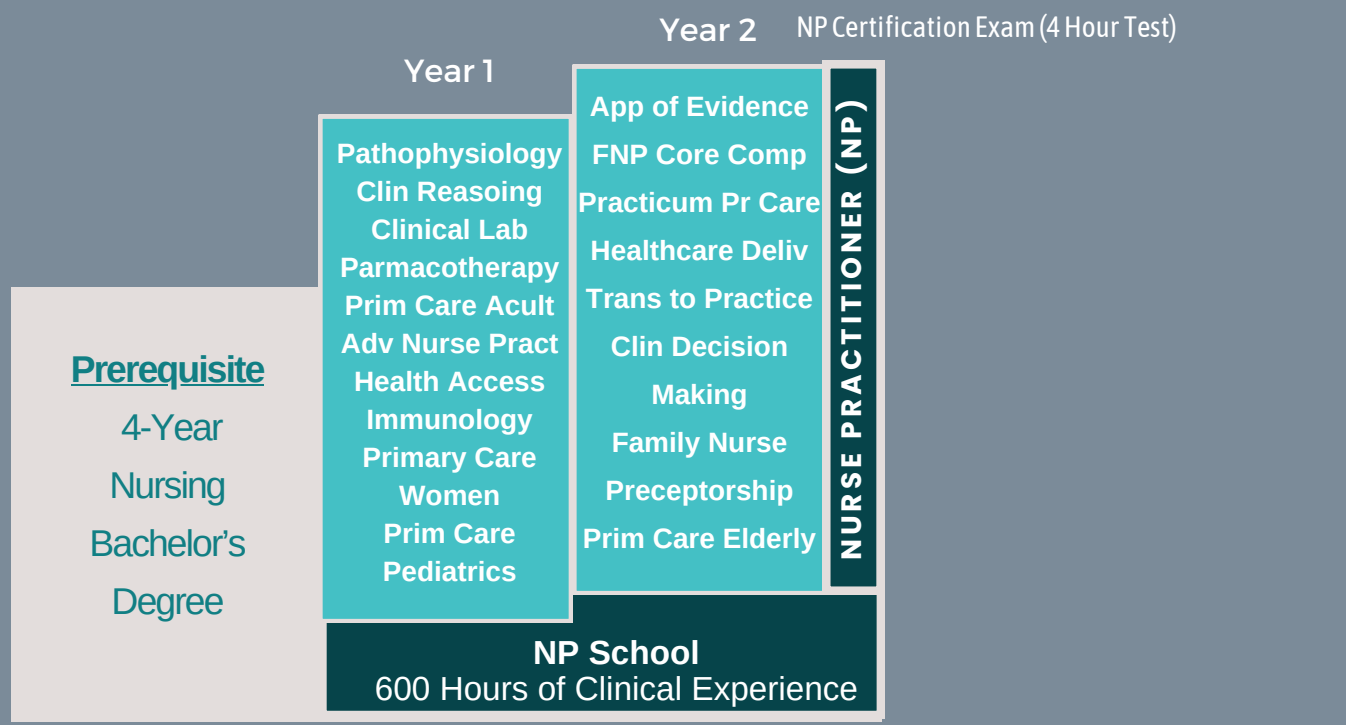 Year 2
NP Certification Exam (4 Hour Test)
Year 1
Prerequisite
4-Year
Nursing
Bachelor’s
Degree
Pathophysiology
Clin Reasoing
Clinical Lab
Parmacotherapy
Prim Care Acult
Adv Nurse Pract
Health Access
Immunology
Primary Care
Women
Prim Care
Pediatrics
App of Evidence
FNP Core Comp
Practicum Pr Care
Healthcare Deliv
Trans to Practice
Clin Decision
Making
Family Nurse
Preceptorship
Prim Care Elderly
NURSE PRACTITIONER (NP)
NP School
600 Hours of Clinical Experience